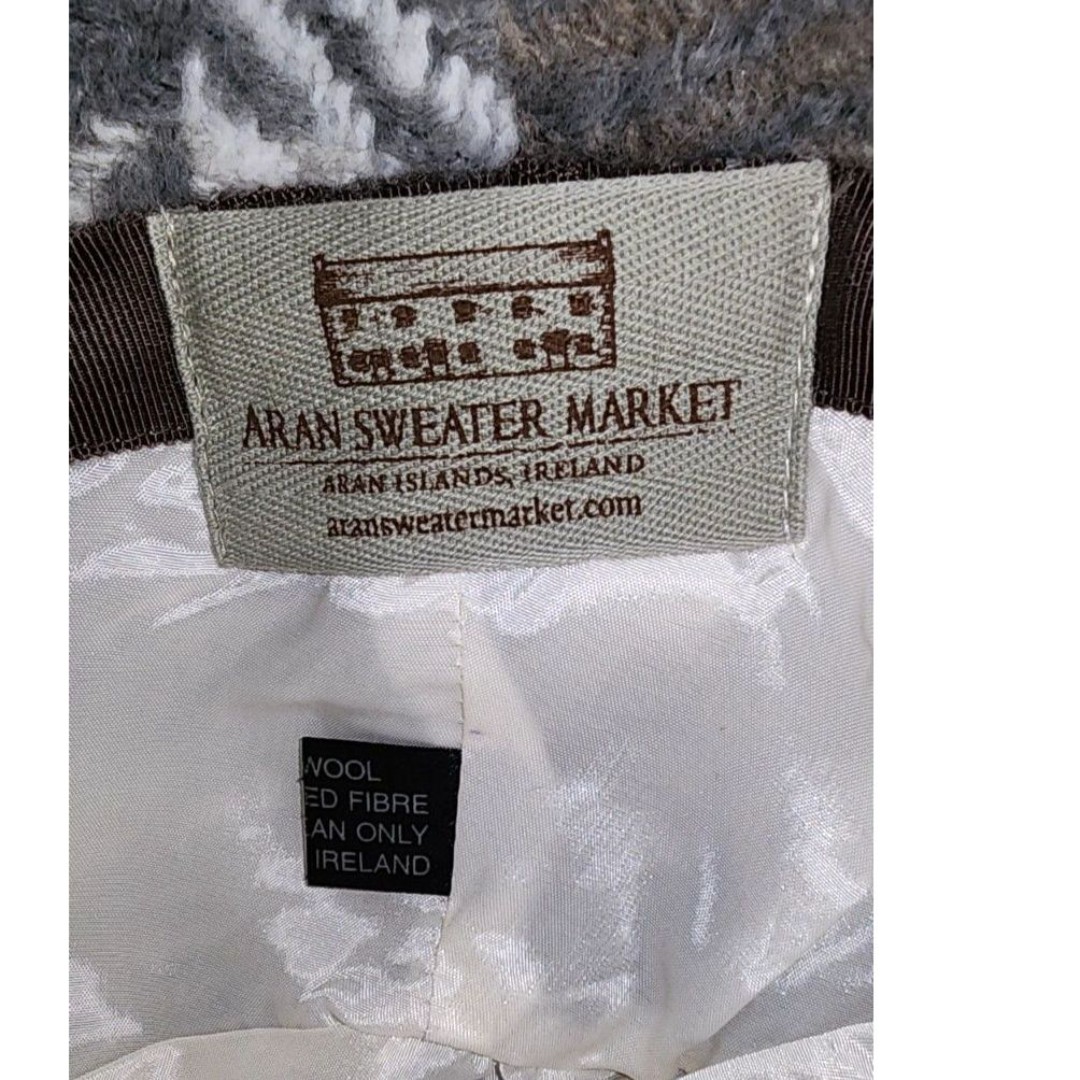 ARAN SWEATER MARKET
ARAN ISLANDS, IRELAND
aransweatermarket.com
WOOL
ED FIBRE
AN ONLY
IRELAND